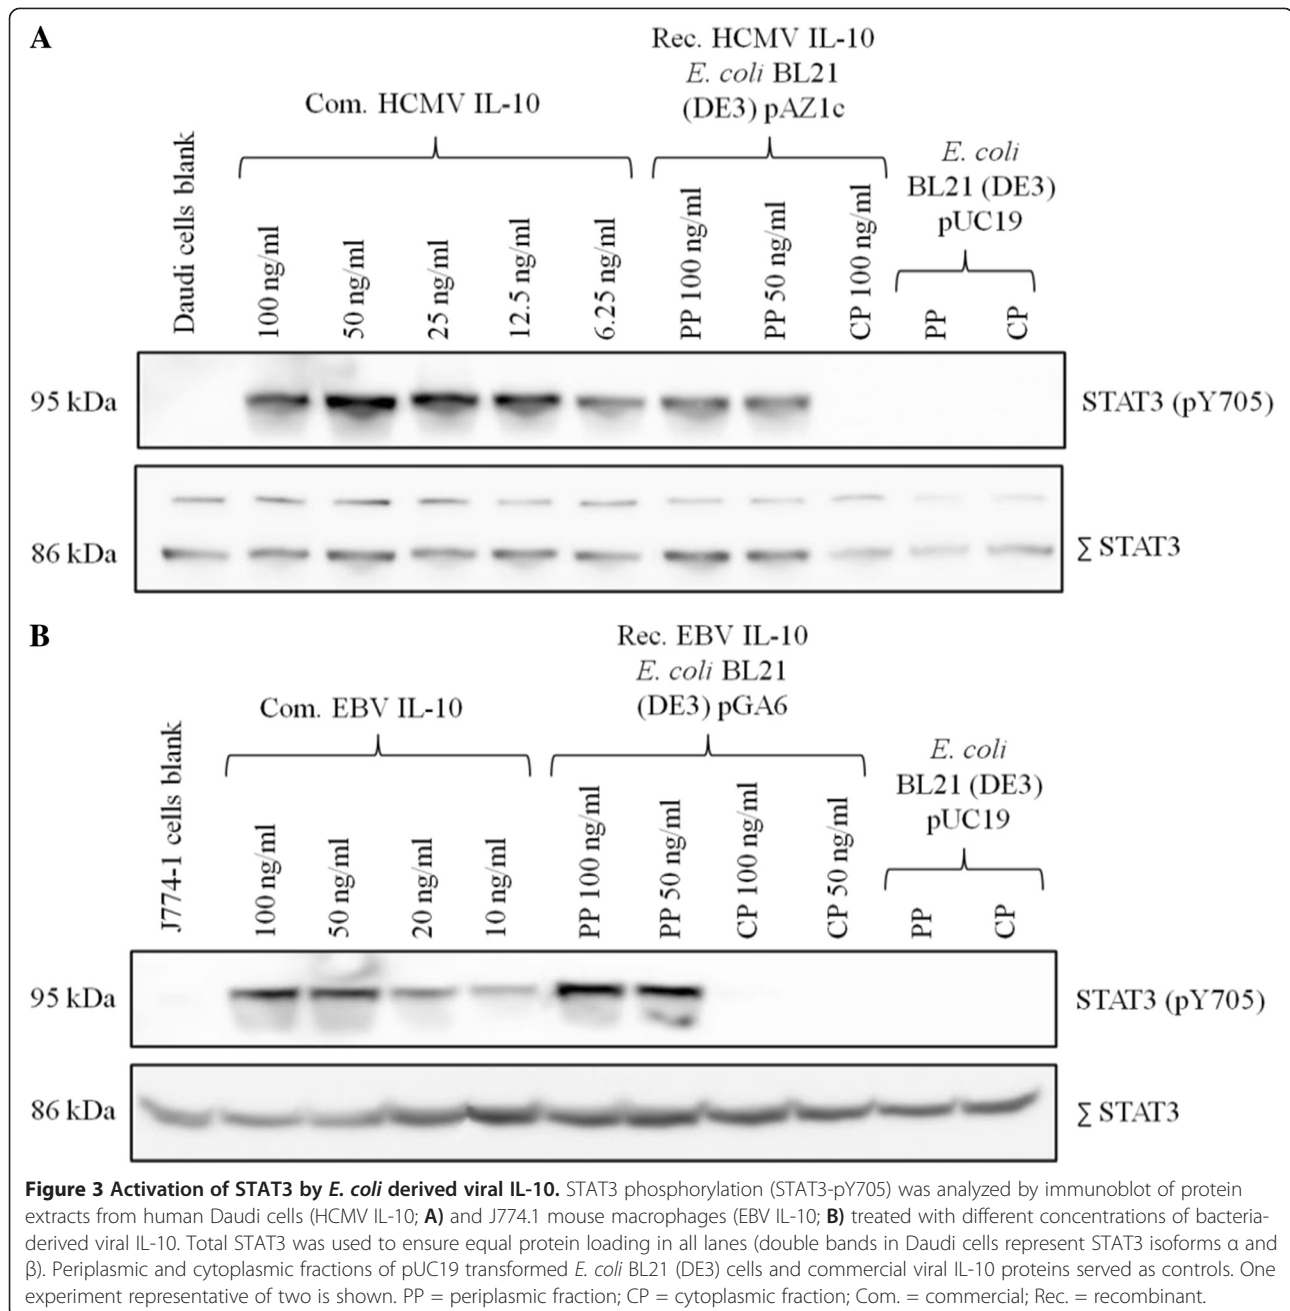 A
Rec. HCMV IL-10
E. coli BL21
(DE3) pAZ1c
Com. HCMV IL-10
E. coli
BL21 (DE3)
pUC19
Daudi cells blank
100 ng/ml
50 ng/ml
25 ng/ml
12.5 ng/ml
6.25 ng/ml
PP 100 ng/ml
PP 50 ng/ml
CP 100 ng/ml
PP
CP
95 kDa
STAT3 (pY705)
86 kDa
∑ STAT3
B
Rec. EBV IL-10
E. coli BL21
(DE3) pGA6
Com. EBV IL-10
E. coli
BL21 (DE3)
pUC19
J774-1 cells blank
100 ng/ml
50 ng/ml
20 ng/ml
10 ng/ml
PP 100 ng/ml
PP 50 ng/ml
CP 100 ng/ml
CP 50 ng/ml
PP
CP
95 kDa
STAT3 (pY705)
86 kDa
∑ STAT3
Figure 3 Activation of STAT3 by E. coli derived viral IL-10. STAT3 phosphorylation (STAT3-pY705) was analyzed by immunoblot of protein
extracts from human Daudi cells (HCMV IL-10; A) and J774.1 mouse macrophages (EBV IL-10; B) treated with different concentrations of bacteria-
derived viral IL-10. Total STAT3 was used to ensure equal protein loading in all lanes (double bands in Daudi cells represent STAT3 isoforms α and
β). Periplasmic and cytoplasmic fractions of pUC19 transformed E. coli BL21 (DE3) cells and commercial viral IL-10 proteins served as controls. One
experiment representative of two is shown. PP = periplasmic fraction; CP = cytoplasmic fraction; Com. = commercial; Rec. = recombinant.